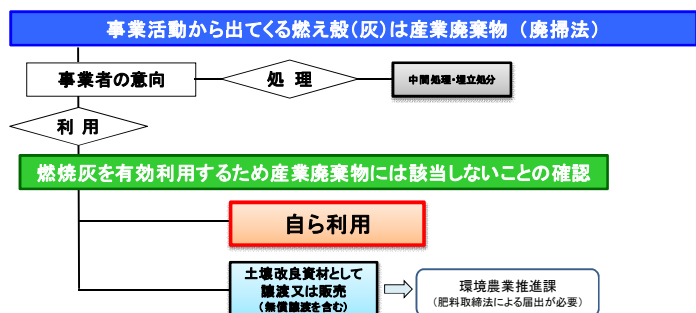 事業活動から出てくる燃え殻（灰）は産業廃棄物（廃掃法）
事業者の意向
処 理
中間処理・埋立処分
利 用
燃焼灰を有効利用するため産業廃棄物には該当しないことの確認
自ら利用
土壌改良資材として
譲渡又は販売
（無償譲渡を含む）
環境農業推進課
（肥料取締法による届出が必要）